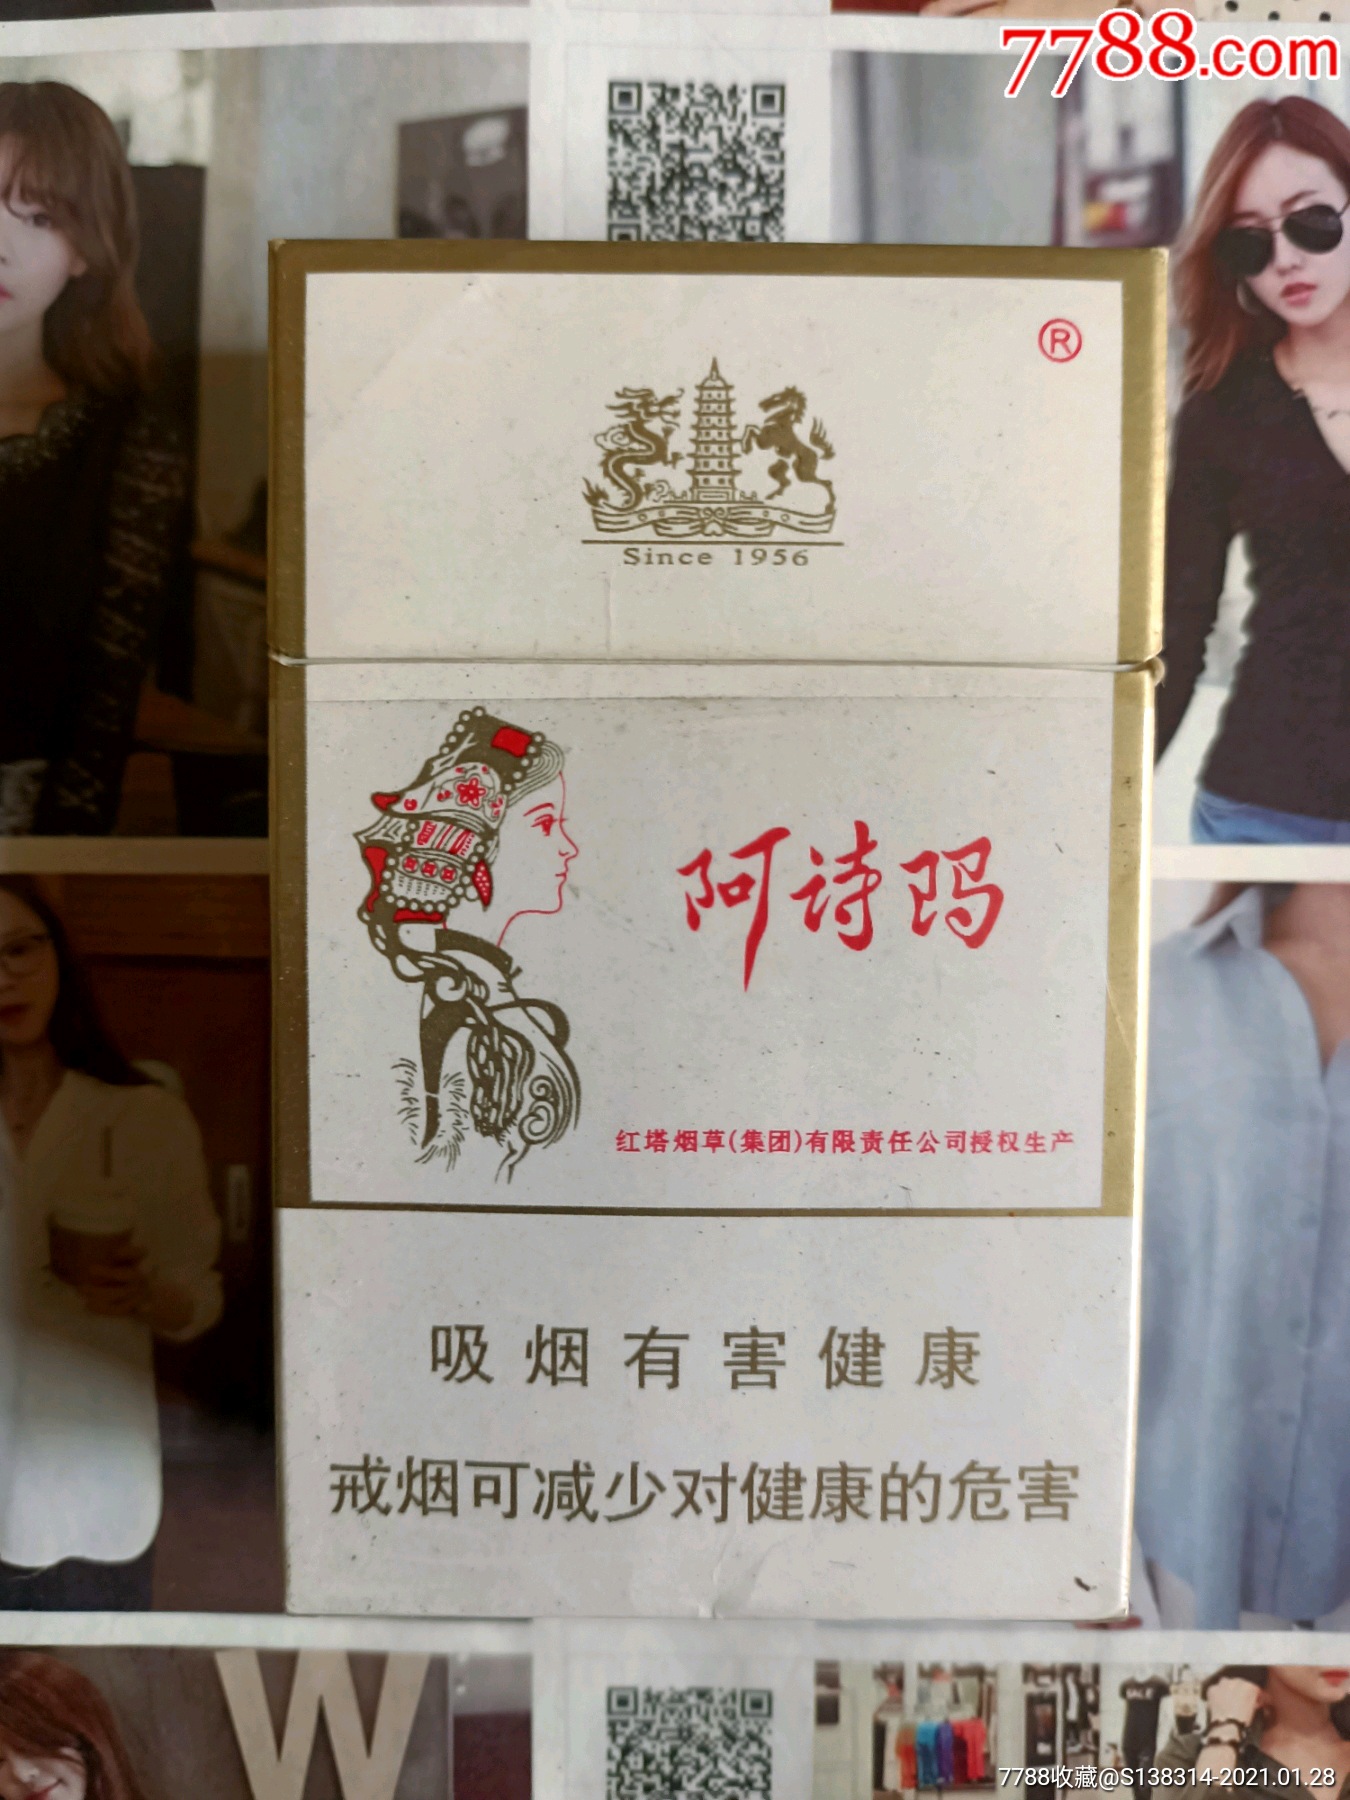 7788.com
®
Since 1956
阿诗玛
红塔烟草(集团)有限责任公司授权生产
吸烟有害健康
戒烟可减少对健康的危害
W
7788收藏@S138314-2021.01.28